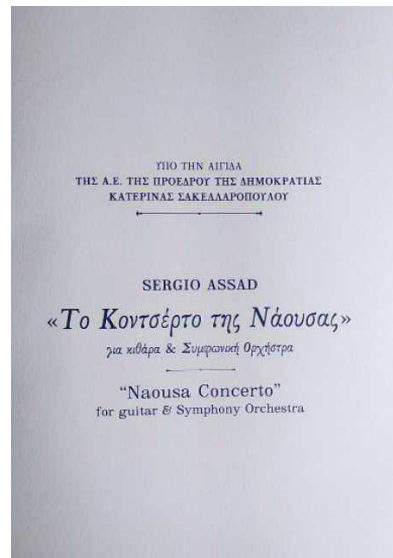 ΥΠΟ ΤΗΝ ΑΙΓΙΔΑ
ΤΗΣ Α.Ε. ΤΗΣ ΠΡΟΕΔΡΟΥ ΤΗΣ ΔΗΜΟΚΡΑΤΙΑΣ
ΚΑΤΕΡΙΝΑΣ ΣΑΚΕΛΛΑΡΟΠΟΥΛΟΥ
SERGIO ASSAD
«Το Κοντσέρτο της Νάουσας»
για κιθάρα & Συμφωνική Ορχήστρα
“Naousa Concerto”
for guitar & Symphony Orchestra